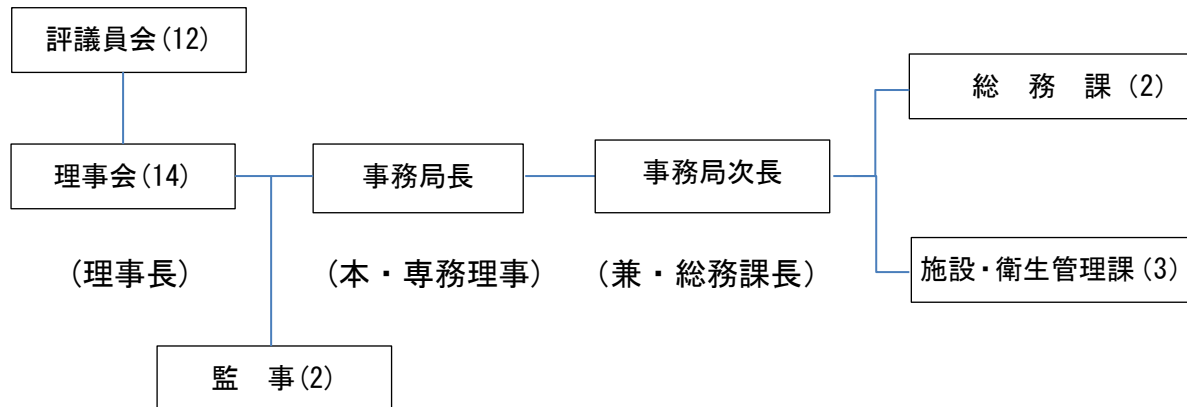 評議員会(12)
総　務　課 (2)
理事会(14)
事務局長
事務局次長
(理事長)
(本・専務理事)
(兼・総務課長)
施設・衛生管理課(3)
監　事(2)